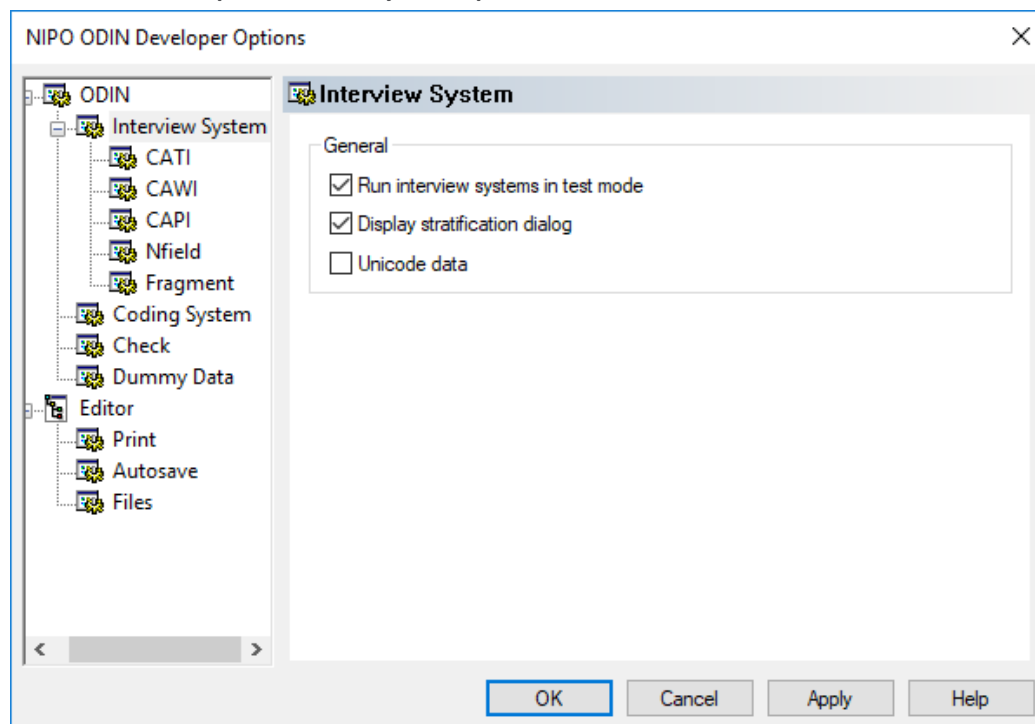 NIPO ODIN Developer Options
ODIN
Interview System
CATI
CAWI
CAPI
Nfield
Fragment
Coding System
Check
Dummy Data
Editor
Print
Autosave
Files
Interview System
General
Run interview systems in test mode
Display stratification dialog
Unicode data
OK Cancel Apply Help